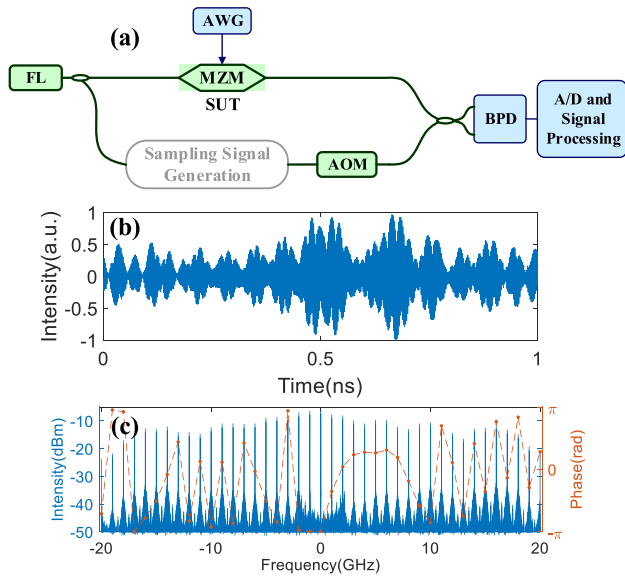 (a)
AWG
FL
MZM
SUT
Sampling Signal
Generation
AOM
BPD
A/D and
Signal
Processing
(b)
Intensity(a.u.)
1
0.5
0
-0.5
-1
0
0.5
1
Time(ns)
(c)
Intensity(dBm)
-10
-20
-30
-40
-50
π
0
-π
Phase(rad)
-20
-10
0
10
20
Frequency(GHz)